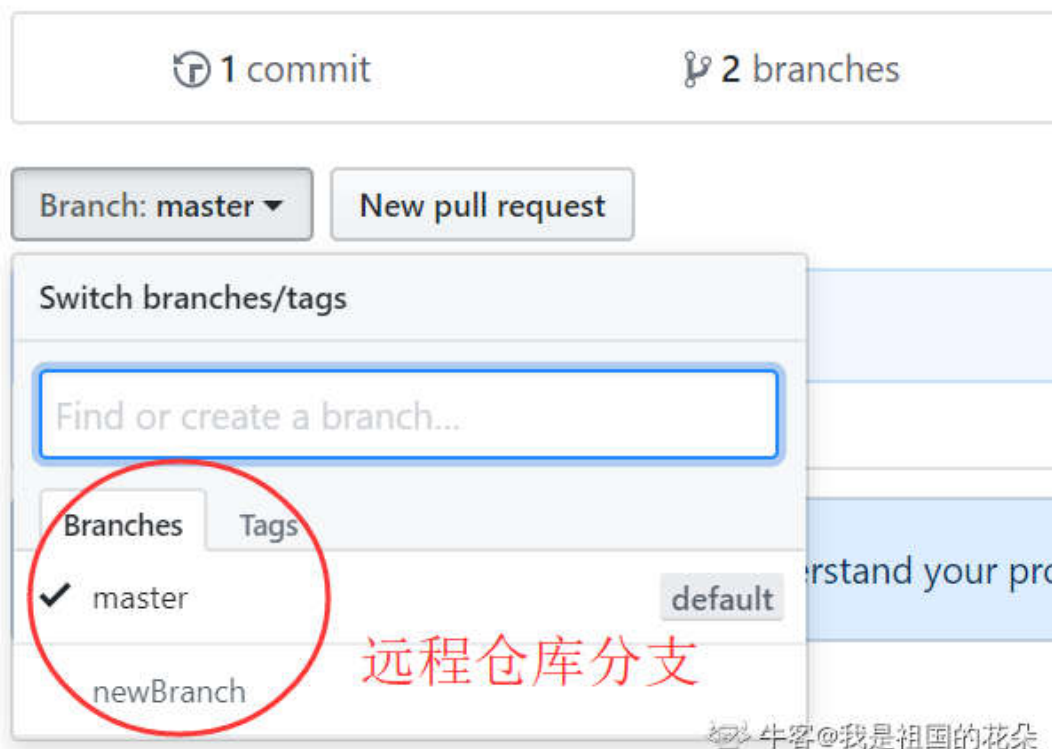 1 commit
2 branches
Branch: master
New pull request
Switch branches/tags
Find or create a branch...
Branches
Tags
master
default
erstand your pro
newBranch
远程仓库分支
牛客@我是祖国的花朵